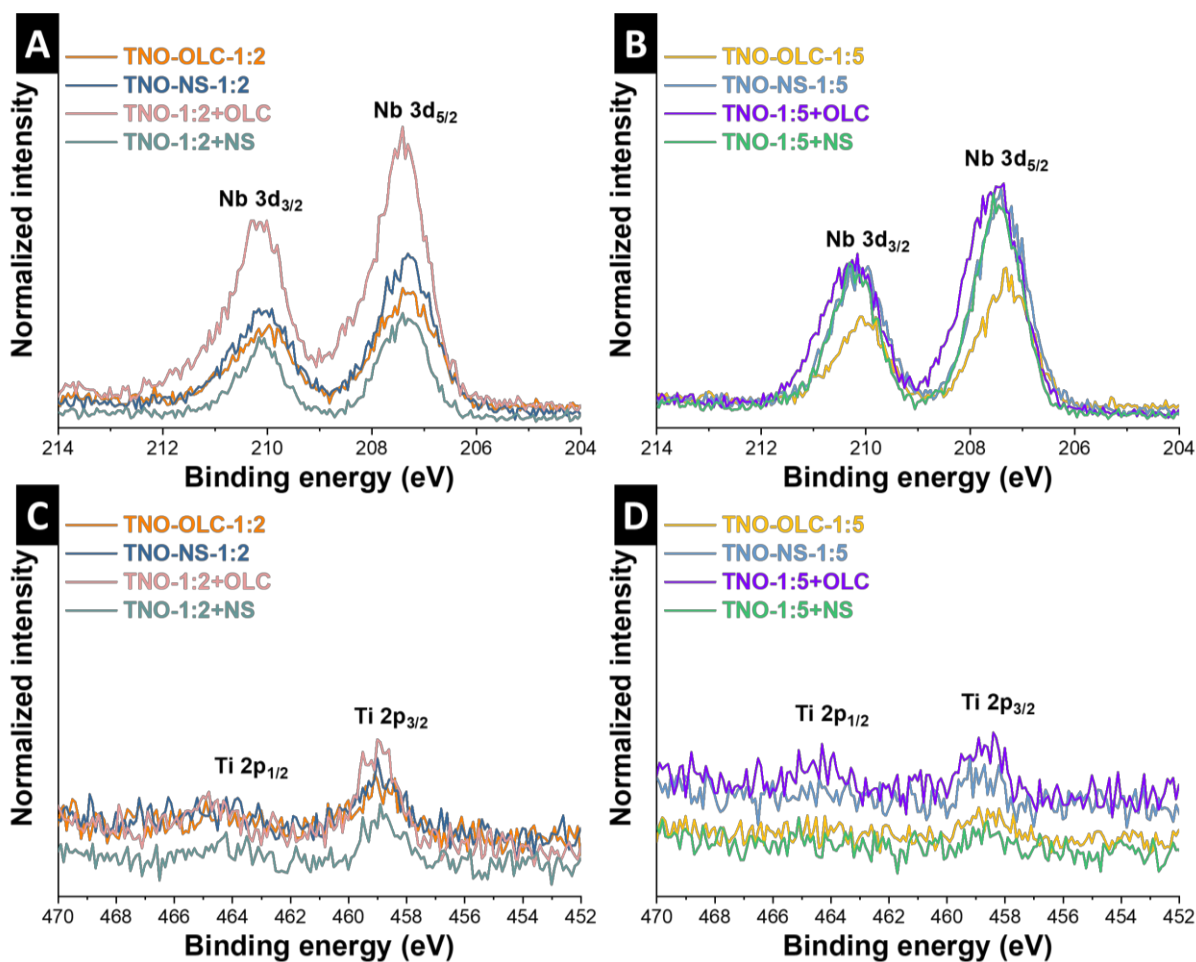 A
TNO-OLC-1:2
TNO-NS-1:2
TNO-1:2+OLC
TNO-1:2+NS
Nb 3d3/2
Nb 3d5/2
Normalized intensity
214 212 210 208 206 204
Binding energy (eV)
B
TNO-OLC-1:5
TNO-NS-1:5
TNO-1:5+OLC
TNO-1:5+NS
Nb 3d3/2
Nb 3d5/2
Normalized intensity
214 212 210 208 206 204
Binding energy (eV)
C
TNO-OLC-1:2
TNO-NS-1:2
TNO-1:2+OLC
TNO-1:2+NS
Ti 2p1/2
Ti 2p3/2
Normalized intensity
470 468 466 464 462 460 458 456 454 452
Binding energy (eV)
D
TNO-OLC-1:5
TNO-NS-1:5
TNO-1:5+OLC
TNO-1:5+NS
Ti 2p1/2
Ti 2p3/2
Normalized intensity
470 468 466 464 462 460 458 456 454 452
Binding energy (eV)